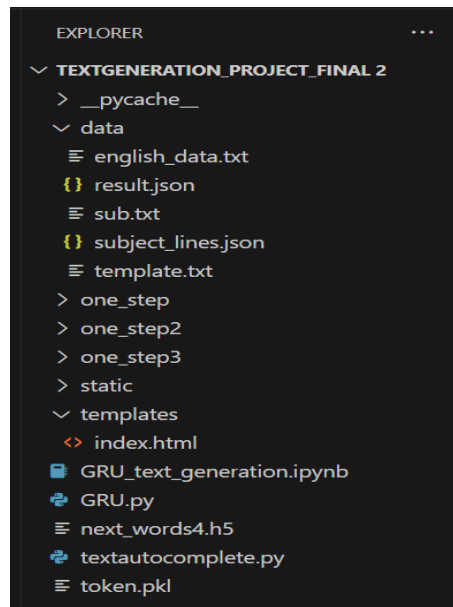 EXPLORER ...
TEXTGENERATION_PROJECT_FINAL 2
__pycache__
data
english_data.txt
{} result.json
sub.txt
{} subject_lines.json
template.txt
one_step
one_step2
one_step3
static
templates
<> index.html
GRU_text_generation.ipynb
GRU.py
next_words4.h5
textautocomplete.py
token.pkl